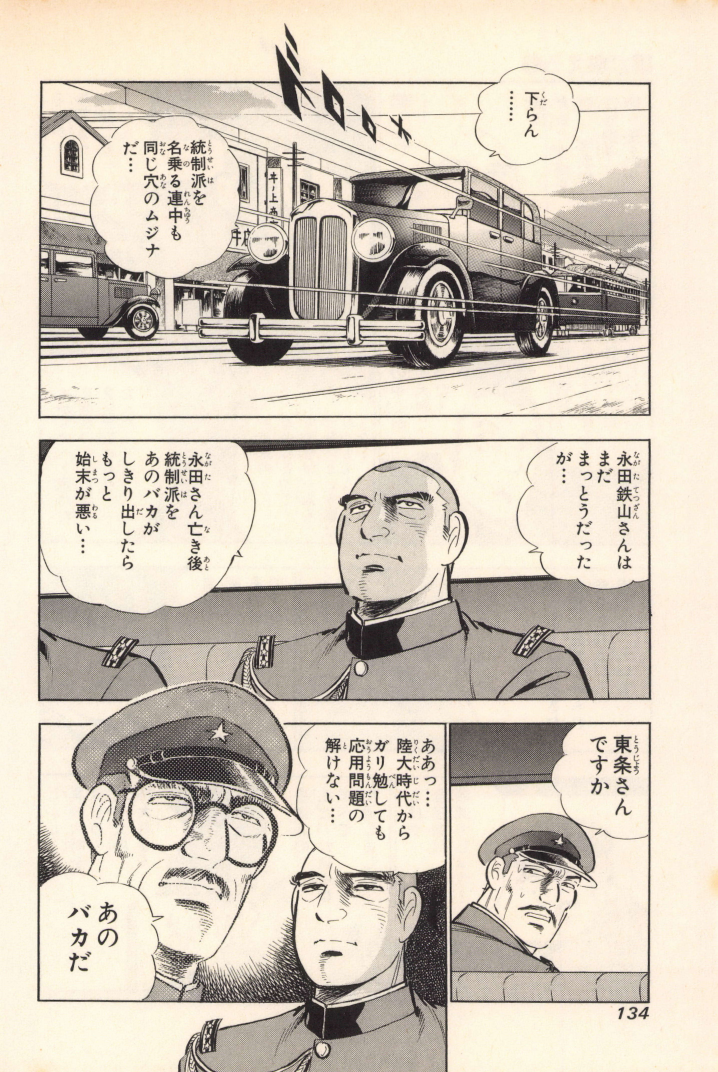 ドロロォ
下らん
……
統制派を
名乗る連中も
同じ穴のムジナ
だ…
井上
永田鉄山さんは
まだ
まっとうだった
が…
永田さん亡き後
統制派を
あのバカが
しきり出したら
もっと
始末が悪い…
東条さん
ですか
ああっ…
陸大時代から
ガリ勉しても
応用問題の
解けない…
あの
バカだ
134